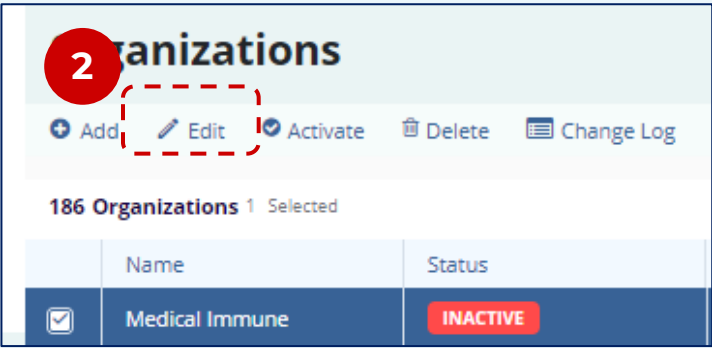 Organizations
2
Add Edit Activate Delete Change Log
186 Organizations 1 Selected
Name Status
Medical Immune INACTIVE